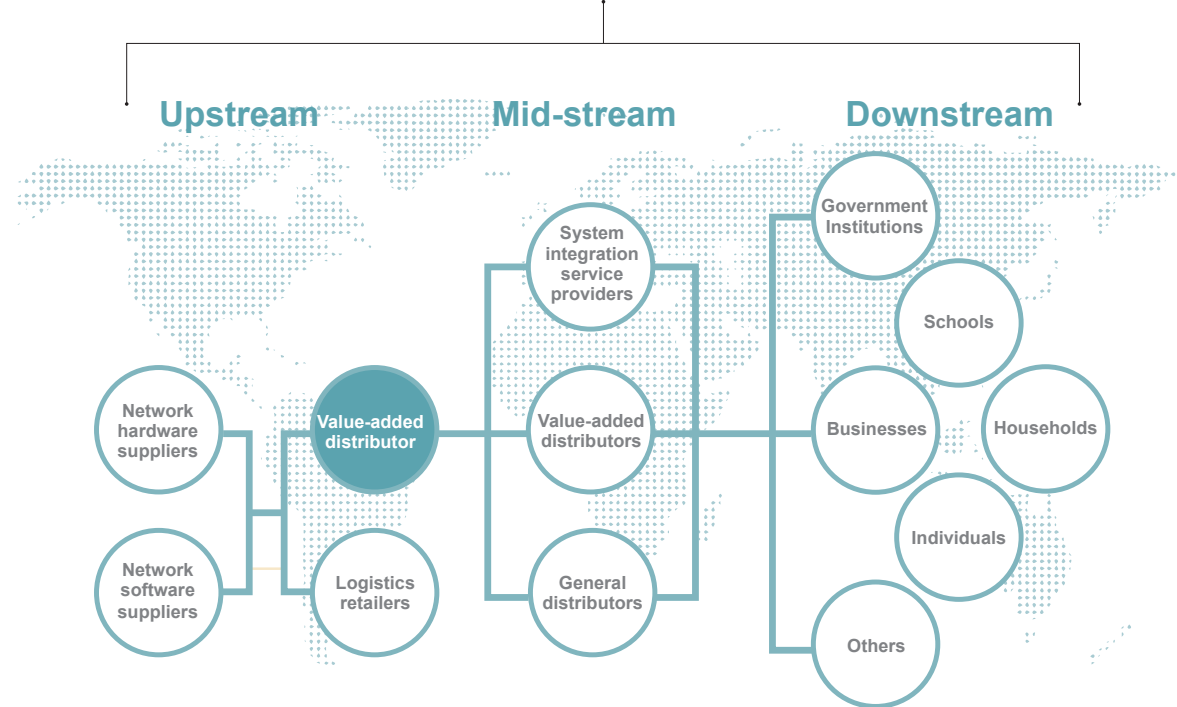 Upstream
Mid-stream
Downstream
Network
hardware
suppliers
Network
software
suppliers
Value-added
distributor
Logistics
retailers
System
integration
service
providers
Value-added
distributors
General
distributors
Government
Institutions
Schools
Businesses
Households
Individuals
Others